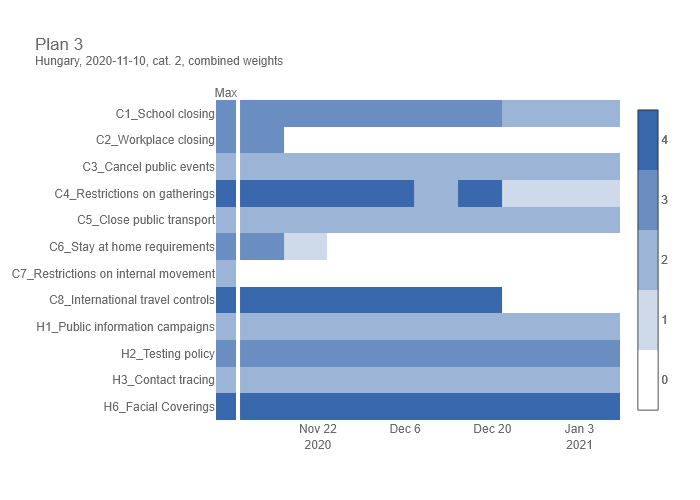 Plan 3
Hungary, 2020-11-10, cat. 2, combined weights
Max
C1_School closing
C2_Workplace closing
C3_Cancel public events
C4_Restrictions on gatherings
C5_Close public transport
C6_Stay at home requirements
C7_Restrictions on internal movement
C8_International travel controls
H1_Public information campaigns
H2_Testing policy
H3_Contact tracing
H6_Facial Coverings
Nov 22 Dec 6 Dec 20 Jan 3
2020 2021
4
3
2
1
0